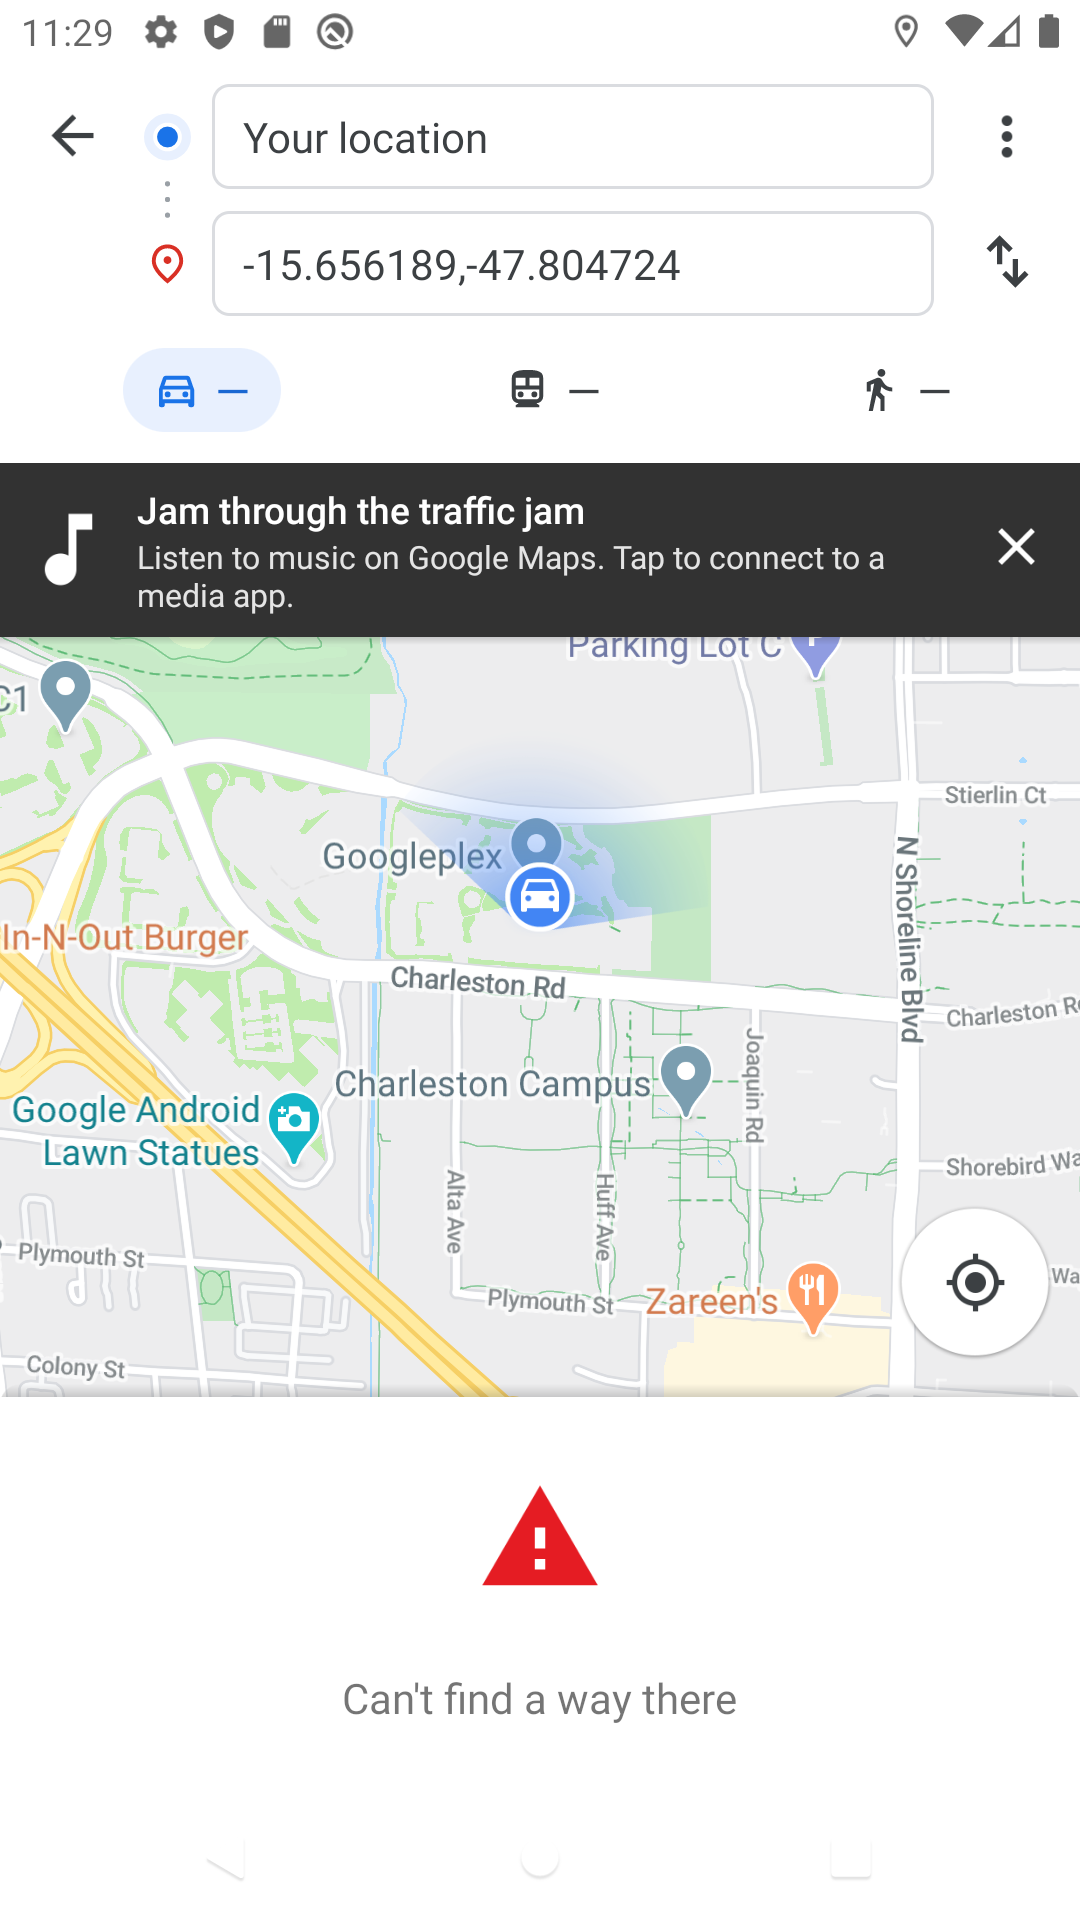 11:29
Your location
-15.656189,-47.804724
—
—
—
Jam through the traffic jam
Listen to music on Google Maps. Tap to connect to a
media app.
Parking Lot C
C1
Stierlin Ct
Googleplex
N Shoreline Blvd
In-N-Out Burger
Charleston Rd
Charleston Rd
Joaquin Rd
Charleston Campus
Google Android
Lawn Statues
Shorebird Wa
Alta Ave
Huff Ave
Plymouth St
Wa
Plymouth St
Zareen's
Colony St
Can't find a way there